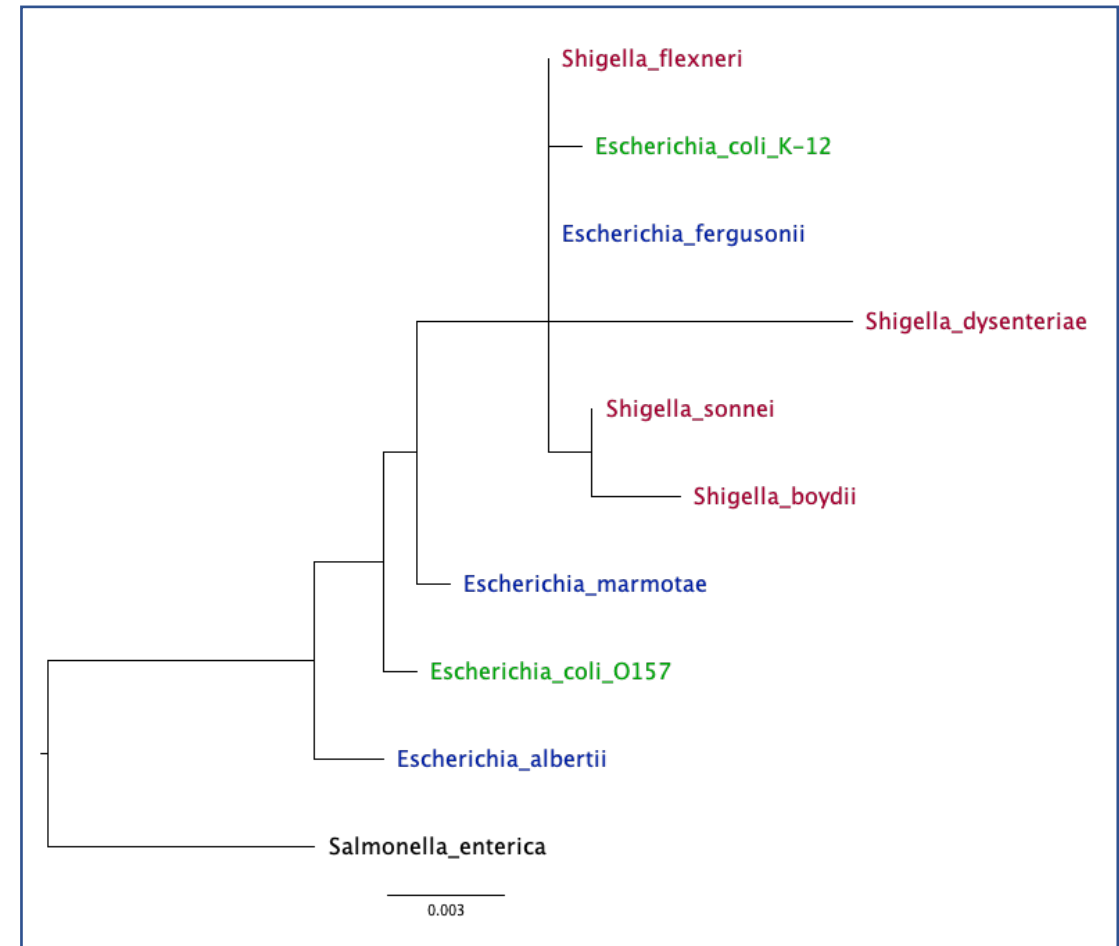 Shigella_flexneri
Escherichia_coli_K-12
Escherichia_fergusonii
Shigella_dysenteriae
Shigella_sonnei
Shigella_boydii
Escherichia_marmotae
Escherichia_coli_O157
Escherichia_albertii
Salmonella_enterica
0.003